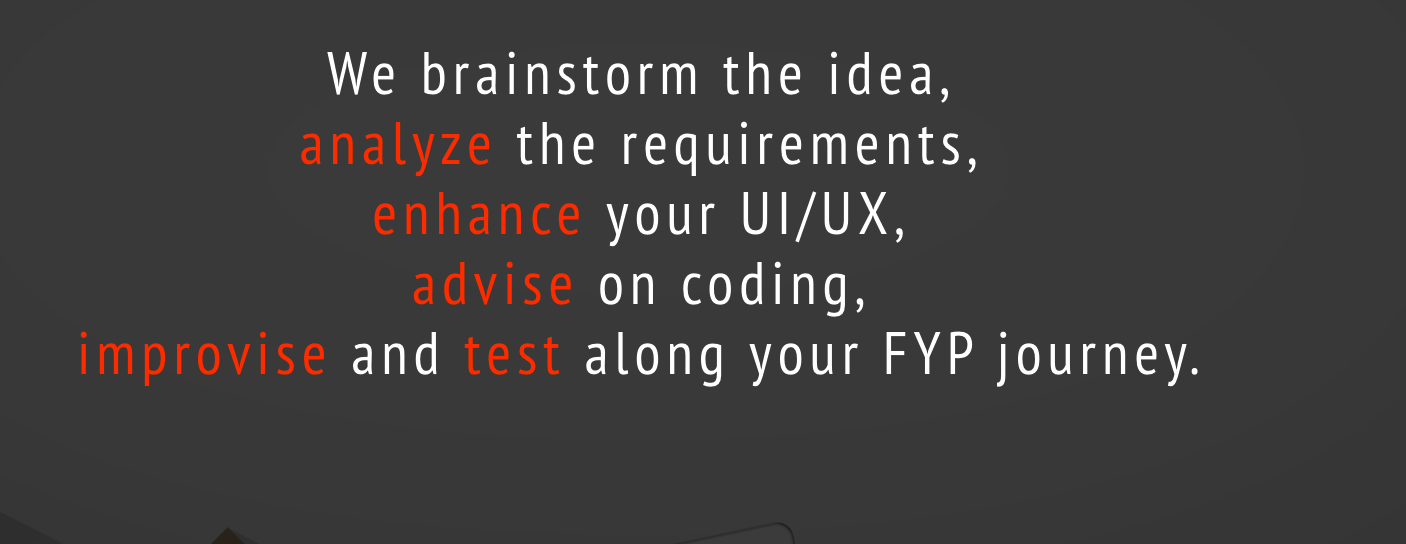 We brainstorm the idea,
analyze the requirements,
enhance your UI/UX,
advise on coding,
improvise and test along your FYP journey.